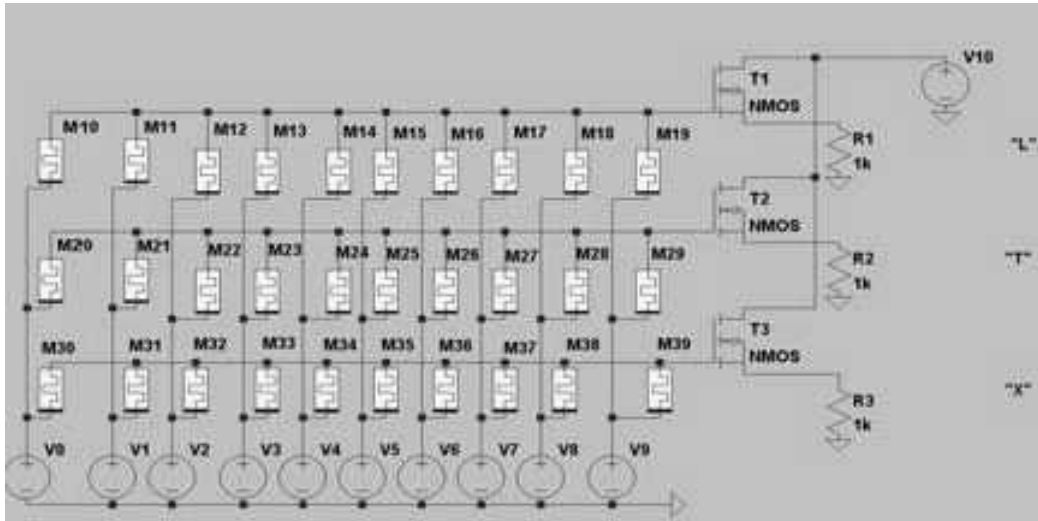 V10
T1
NMOS
M10 M11 M12 M13 M14 M15 M16 M17 M18 M19
R1
1k
"L"
T2
NMOS
M20 M21 M22 M23 M24 M25 M26 M27 M28 M29
R2
1k
"T"
T3
NMOS
M30 M31 M32 M33 M34 M35 M36 M37 M38 M39
R3
1k
"X"
V0 V1 V2 V3 V4 V5 V6 V7 V8 V9